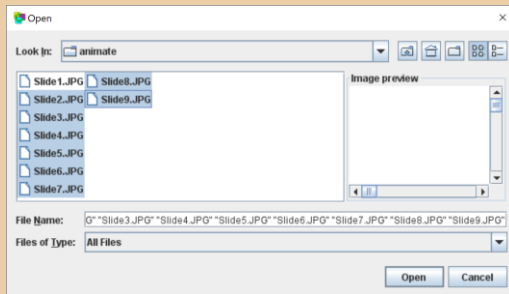 Open
Look In: animate
Slide1.JPG Slide8.JPG
Image preview
Slide2.JPG Slide9.JPG
Slide3.JPG
Slide4.JPG
Slide5.JPG
Slide6.JPG
Slide7.JPG
File Name: G" "Slide3.JPG" "Slide4.JPG" "Slide5.JPG" "Slide6.JPG" "Slide7.JPG" "Slide8.JPG" "Slide9.JPG"
Files of Type: All Files
Open Cancel